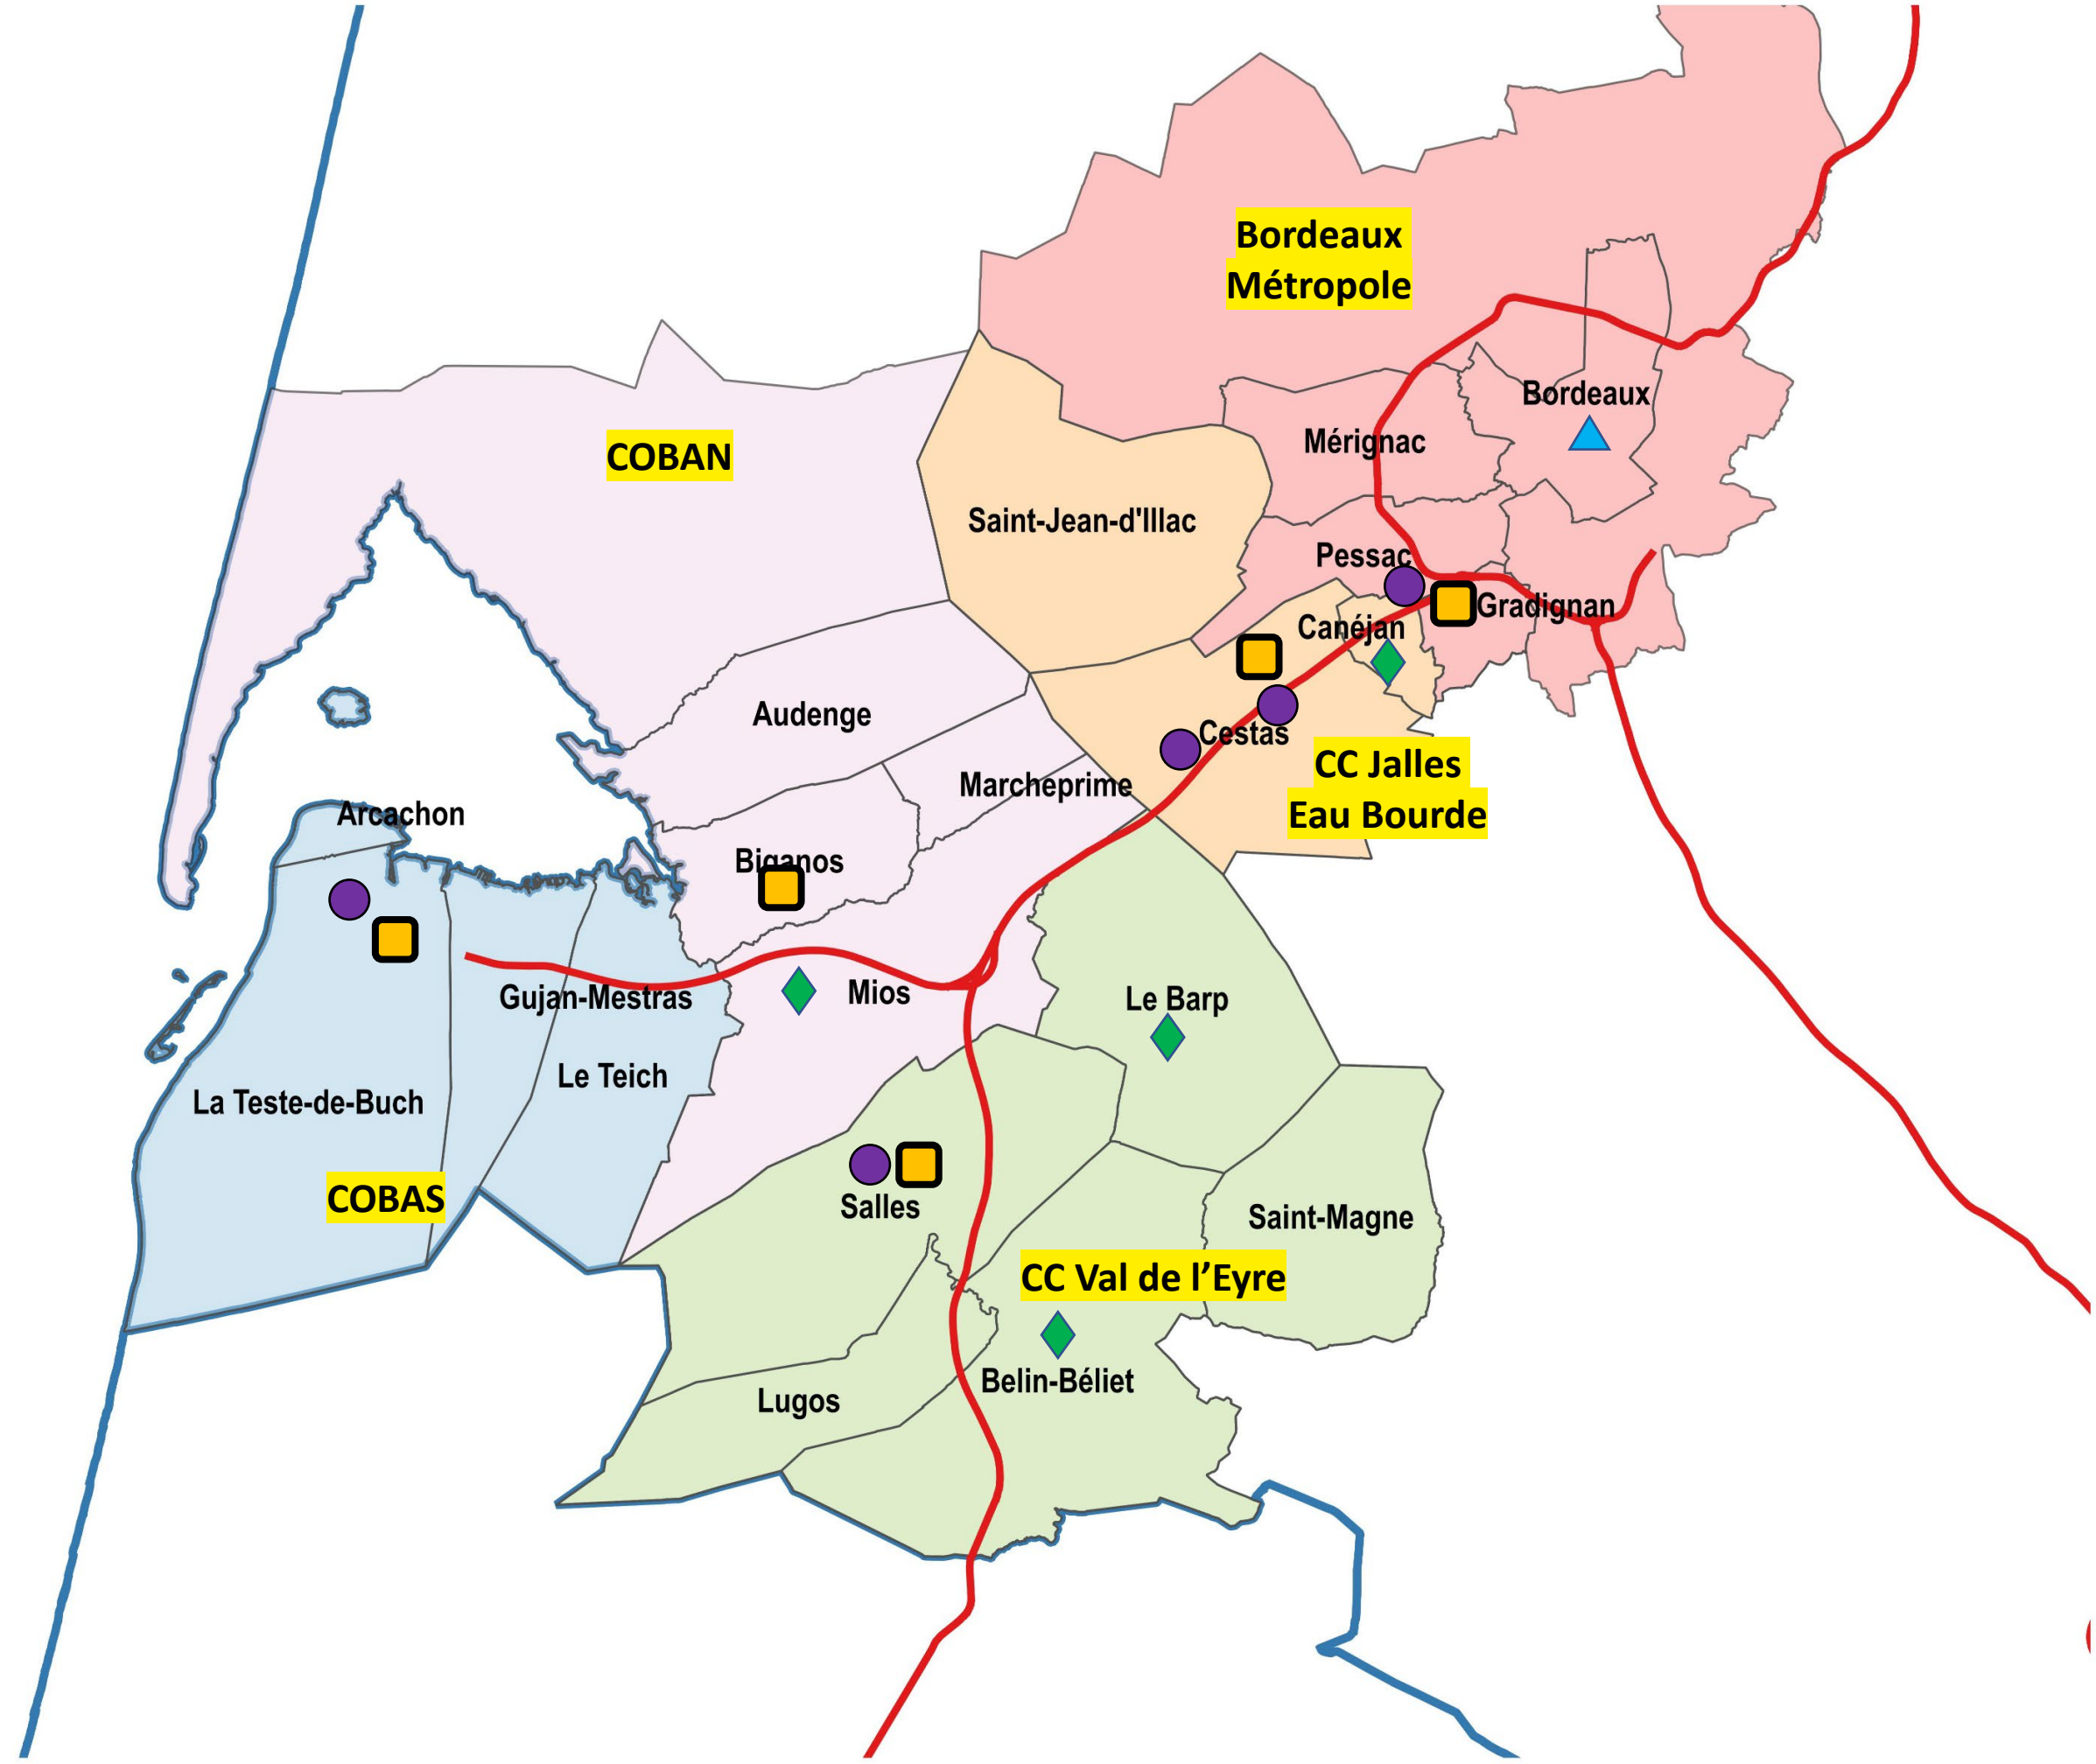 Bordeaux
Métropole
Bordeaux
Mérignac
COBAN
Saint-Jean-d'Illac
Pessac
Gradignan
Canéjan
Audenge
Cestas
CC Jalles
Eau Bourde
Marcheprime
Arcachon
Biganos
Gujan-Mestras
Mios
Le Barp
Le Teich
La Teste-de-Buch
COBAS
Salles
Saint-Magne
CC Val de l’Eyre
Belin-Béliet
Lugos